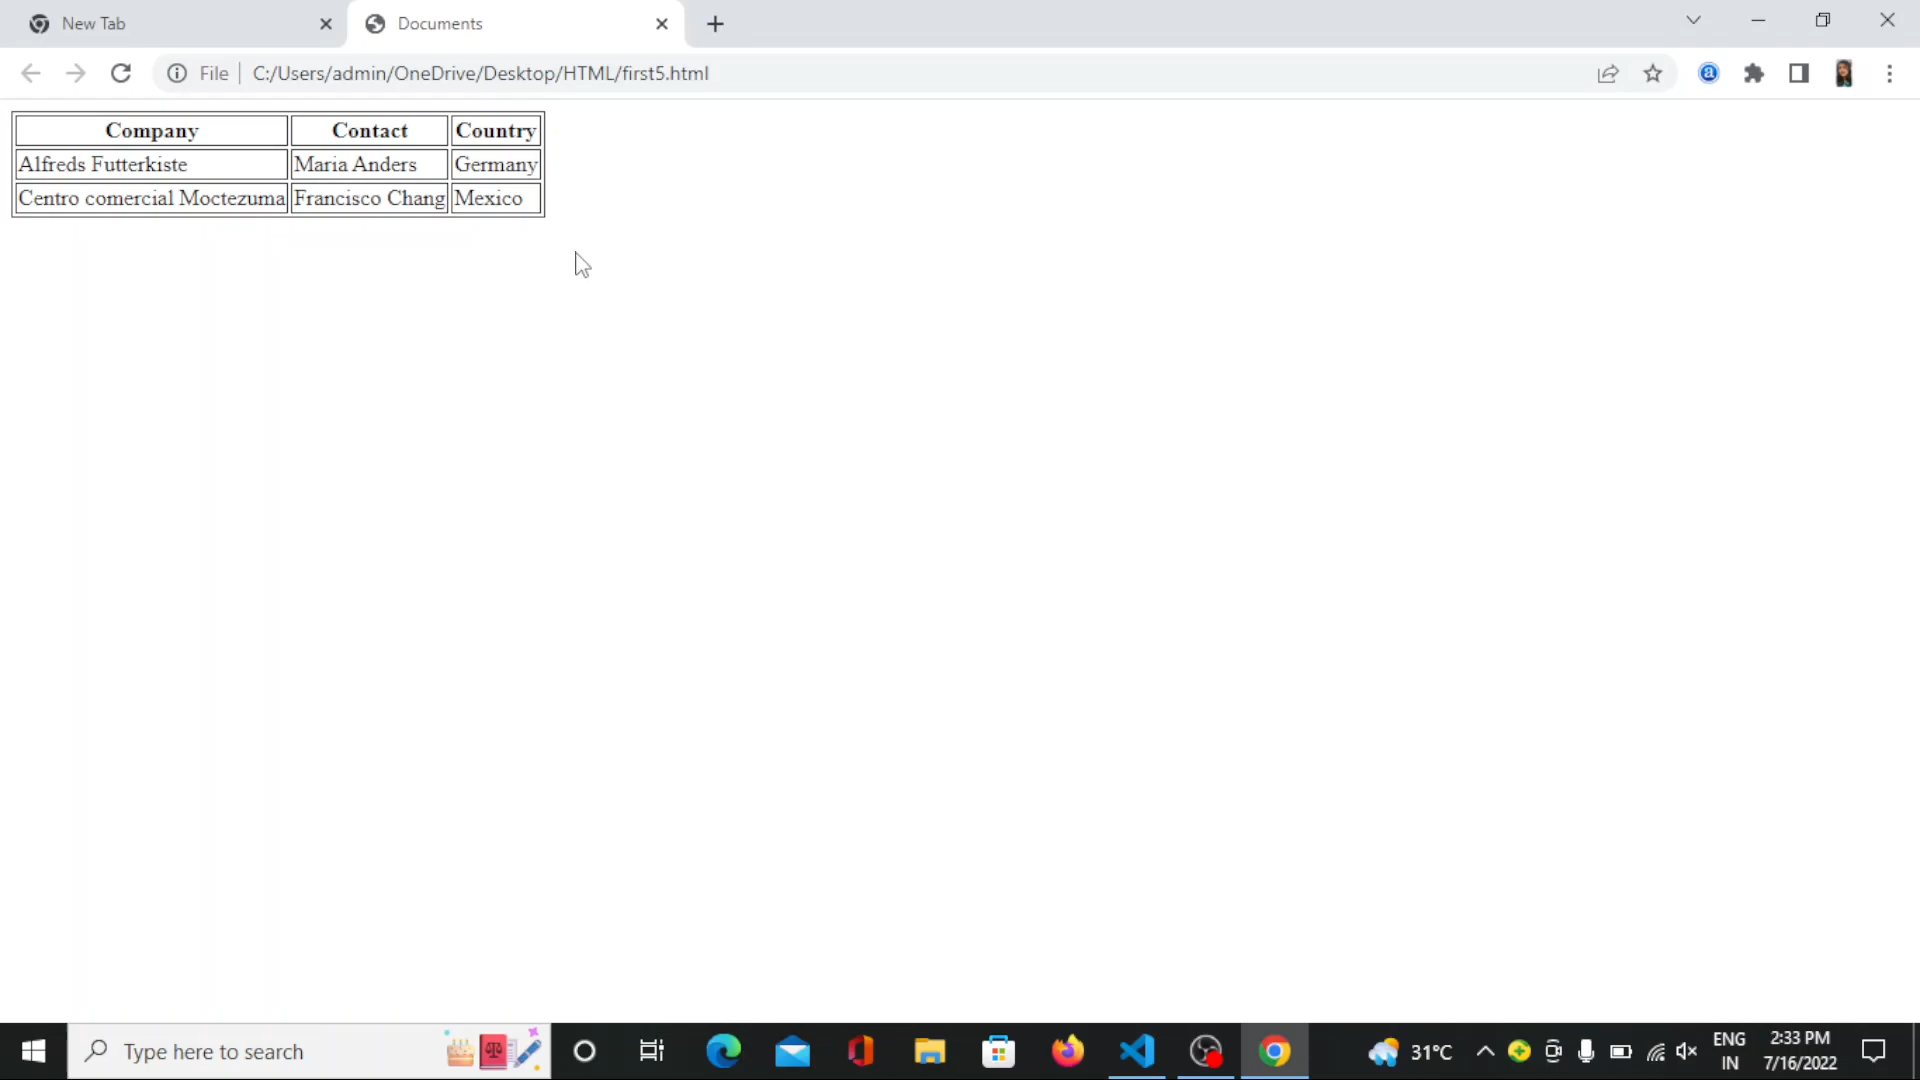 New Tab
Documents
File
C:/Users/admin/OneDrive/Desktop/HTML/first5.html
Company Contact Country
Alfreds Futterkiste Maria Anders Germany
Centro comercial Moctezuma Francisco Chang Mexico
Type here to search
31°C
ENG
IN
2:33 PM
7/16/2022